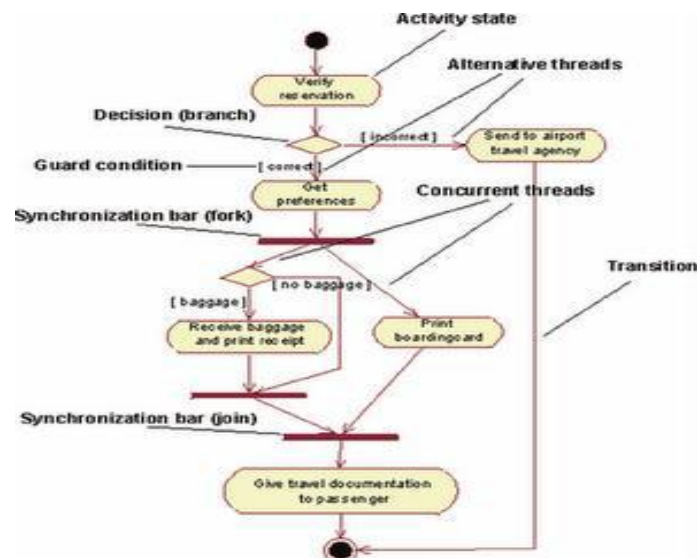 Activity state
Verify
reservation
Alternative threads
Decision (branch)
[ incorrect ]
Send to airport
travel agency
Guard condition
[ correct ]
Get
preferences
Concurrent threads
Synchronization bar (fork)
Transition
[ no baggage ]
[ baggage ]
Receive baggage
and print receipt
Print
boardingcard
Synchronization bar (join)
Give travel documentation
to passenger